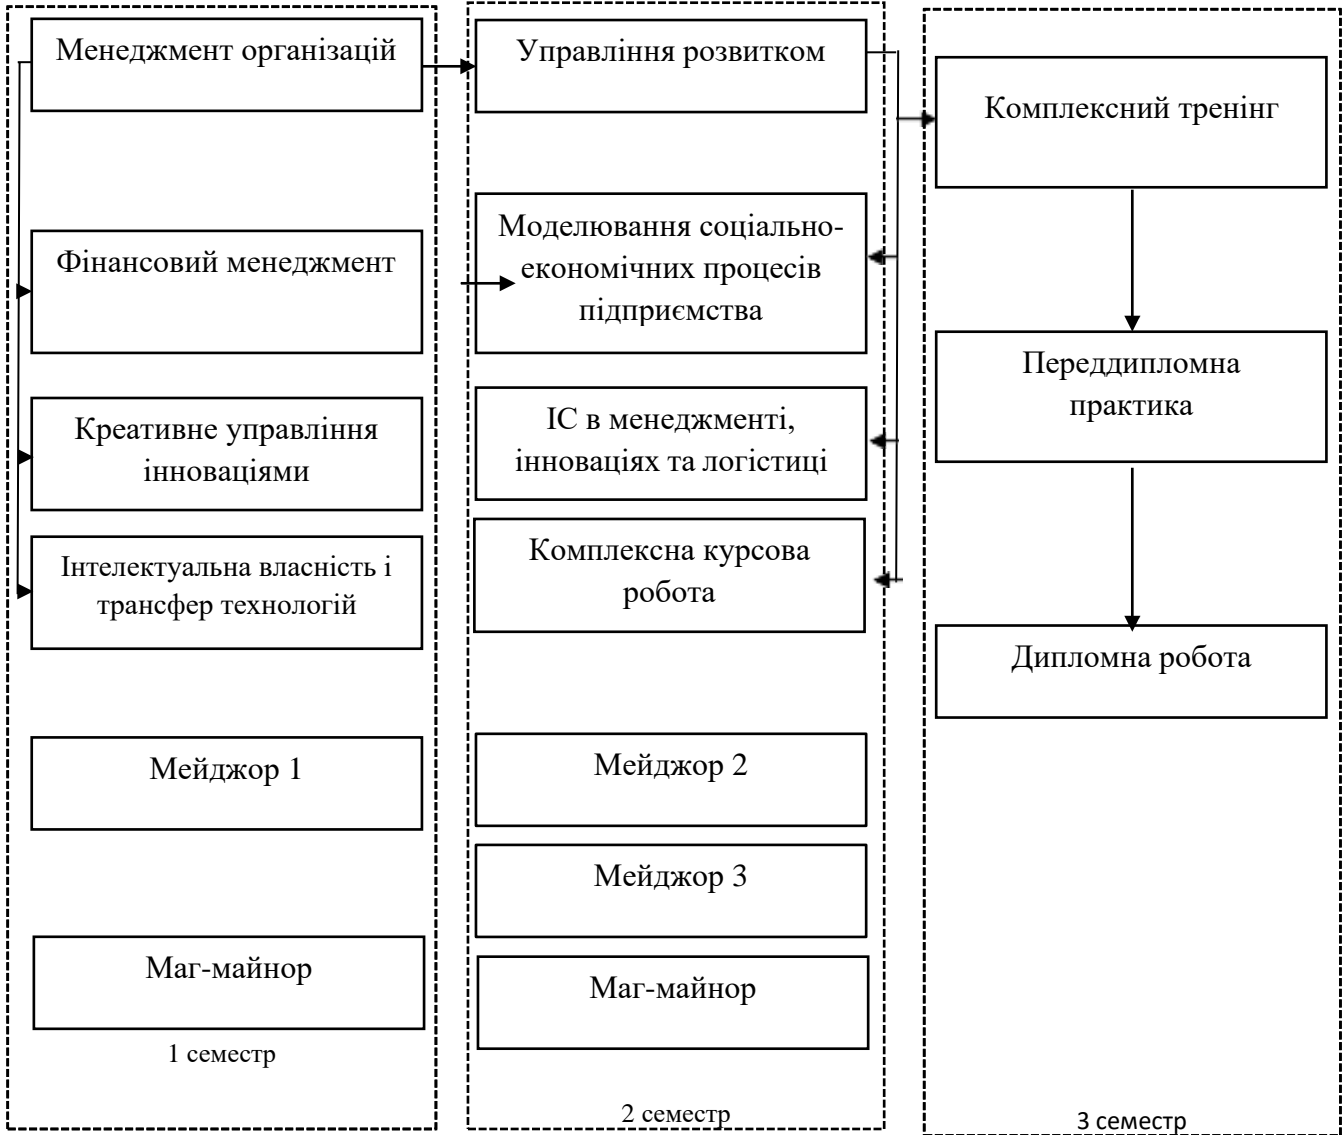 Менеджмент організацій
Фінансовий менеджмент
Креативне управління
інноваціями
Інтелектуальна власність і
трансфер технологій
Мейджор 1
Маг-майнор
1 семестр
Управління розвитком
Моделювання соціально-
економічних процесів
підприємства
ІС в менеджменті,
інноваціях та логістиці
Комплексна курсова
робота
Мейджор 2
Мейджор 3
Маг-майнор
2 семестр
Комплексний тренінг
Переддипломна
практика
Дипломна робота
3 семестр